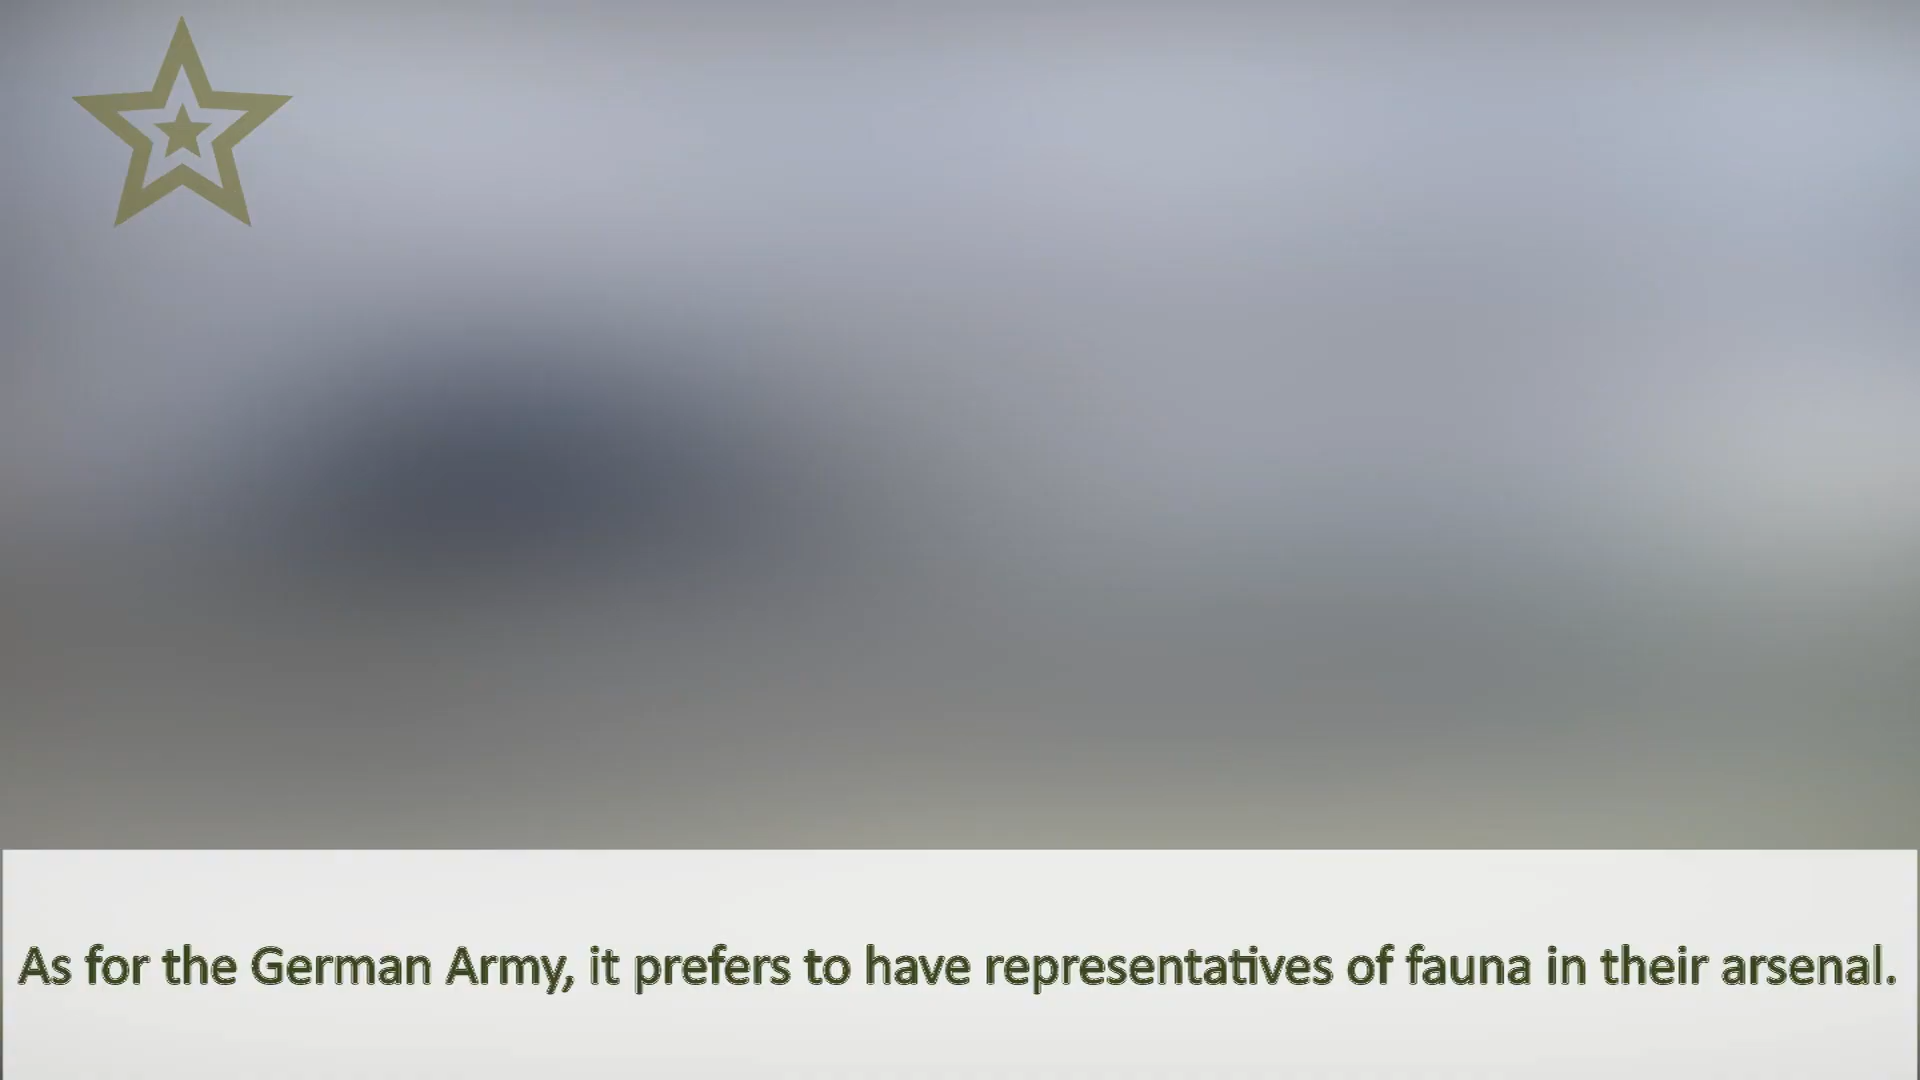 As for the German Army, it prefers to have representatives of fauna in their arsenal.